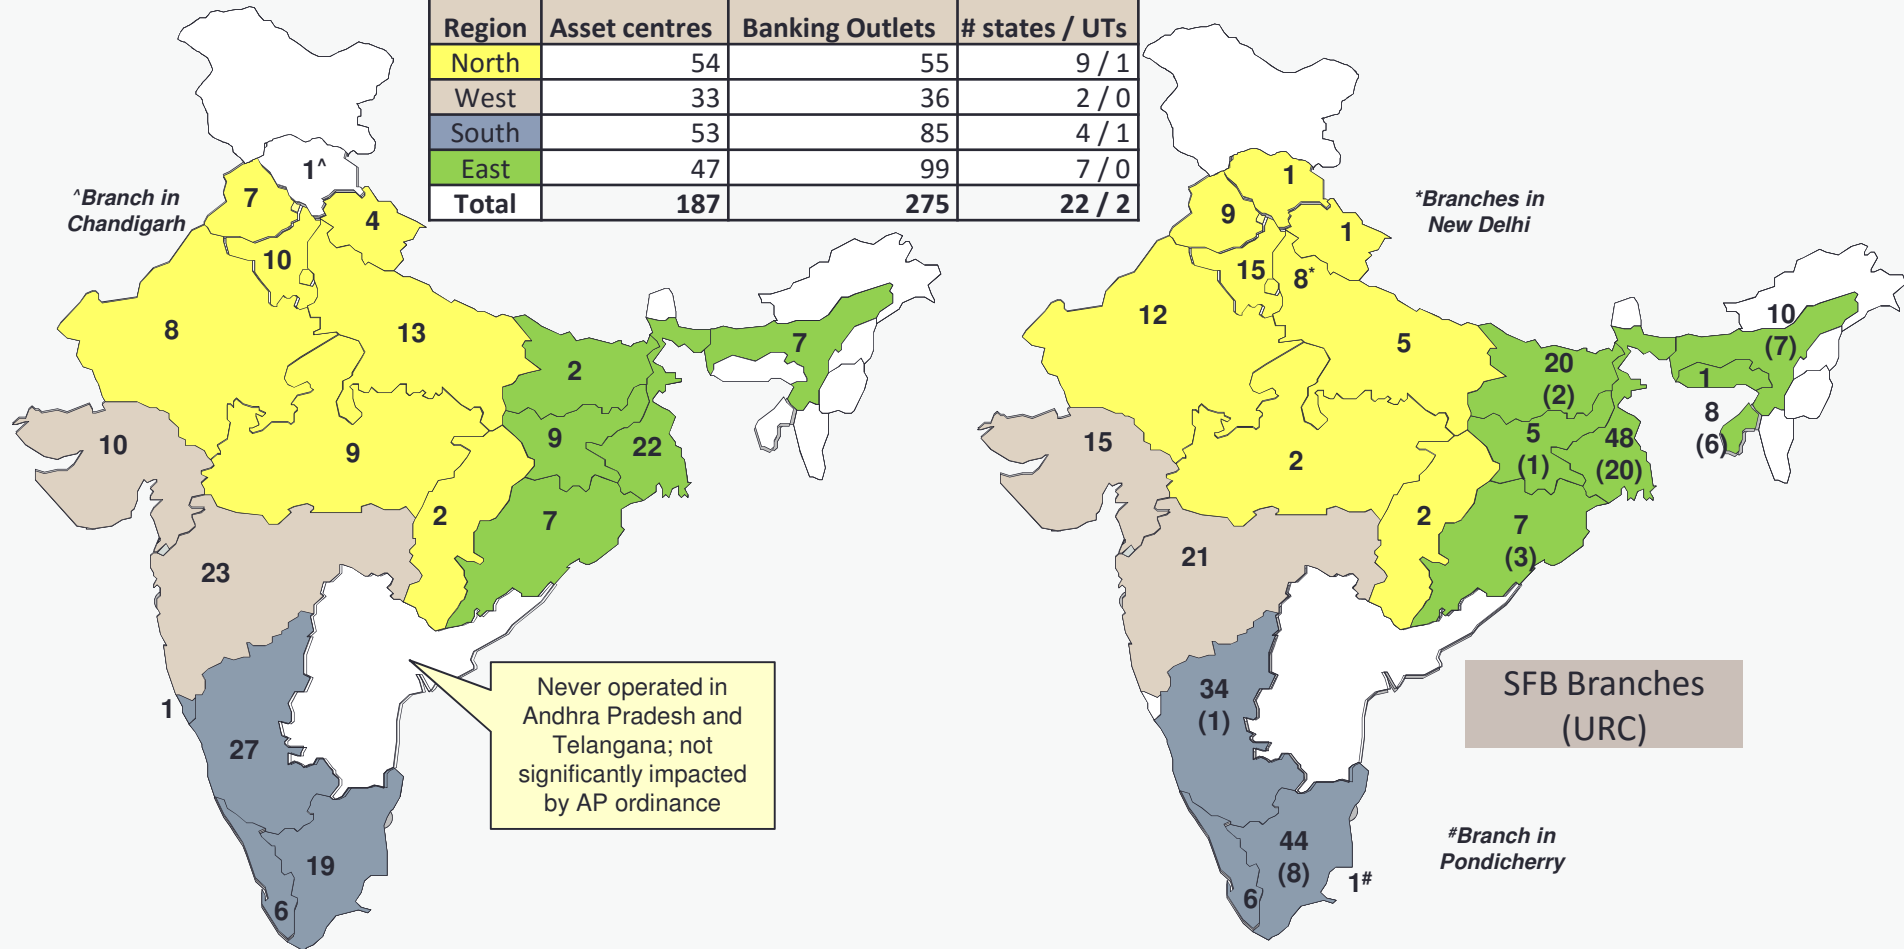 Region Asset centres Banking Outlets # states / UTs
North 54 55 9 / 1
West 33 36 2 / 0
South 53 85 4 / 1
East 47 99 7 / 0
Total 187 275 22 / 2
^Branch in
Chandigarh
1^
7
4
10
8
13
2
7
10
9
9
22
2
7
23
1
27
19
6
Never operated in
Andhra Pradesh and
Telangana; not
significantly impacted
by AP ordinance
*Branches in
New Delhi
1
9
1
15
8*
12
5
10
(7)
20
(2)
1
8
(6)
15
2
5
(1)
48
(20)
2
7
(3)
21
34
(1)
44
(8)
6
1#
SFB Branches
(URC)
#Branch in
Pondicherry